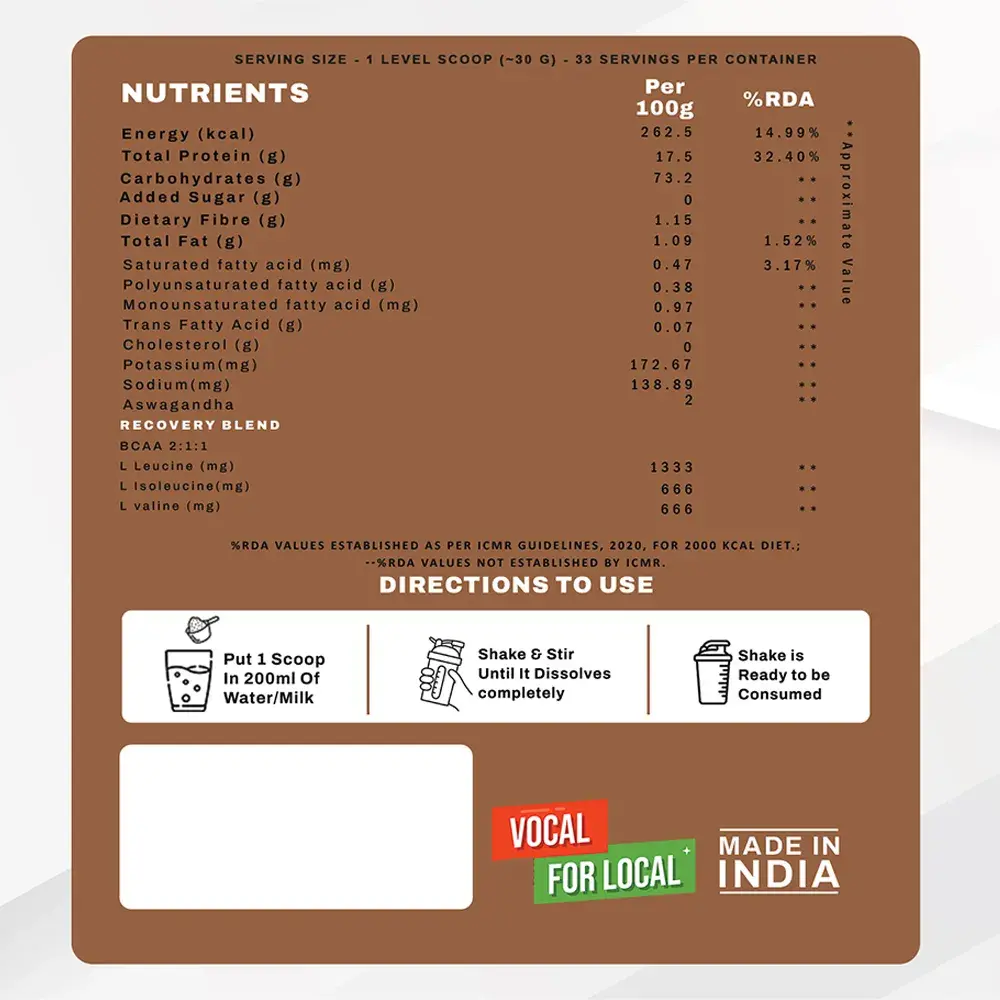 SERVING SIZE - 1 LEVEL SCOOP (~30 G) - 33 SERVINGS PER CONTAINER
NUTRIENTS Per 100g %RDA
Energy (kcal) 262.5 14.99%
Total Protein (g) 17.5 32.40%
Carbohydrates (g) 73.2 **
Added Sugar (g) 0 **
Dietary Fibre (g) 1.15 **
Total Fat (g) 1.09 1.52%
Saturated fatty acid (mg) 0.47 3.17%
Polyunsaturated fatty acid (g) 0.38 **
Monounsaturated fatty acid (mg) 0.97 **
Trans Fatty Acid (g) 0.07 **
Cholesterol (g) 0 **
Potassium(mg) 172.67 **
Sodium(mg) 138.89 **
Aswagandha 2 **
**Approximate Value
RECOVERY BLEND
BCAA 2:1:1
L Leucine (mg) 1333 **
L Isoleucine(mg) 666 **
L valine (mg) 666 **
%RDA VALUES ESTABLISHED AS PER ICMR GUIDELINES, 2020, FOR 2000 KCAL DIET.;
--%RDA VALUES NOT ESTABLISHED BY ICMR.
DIRECTIONS TO USE
Put 1 Scoop
In 200ml Of
Water/Milk
Shake & Stir
Until It Dissolves
completely
Shake is
Ready to be
Consumed
VOCAL
FOR LOCAL
MADE IN
INDIA